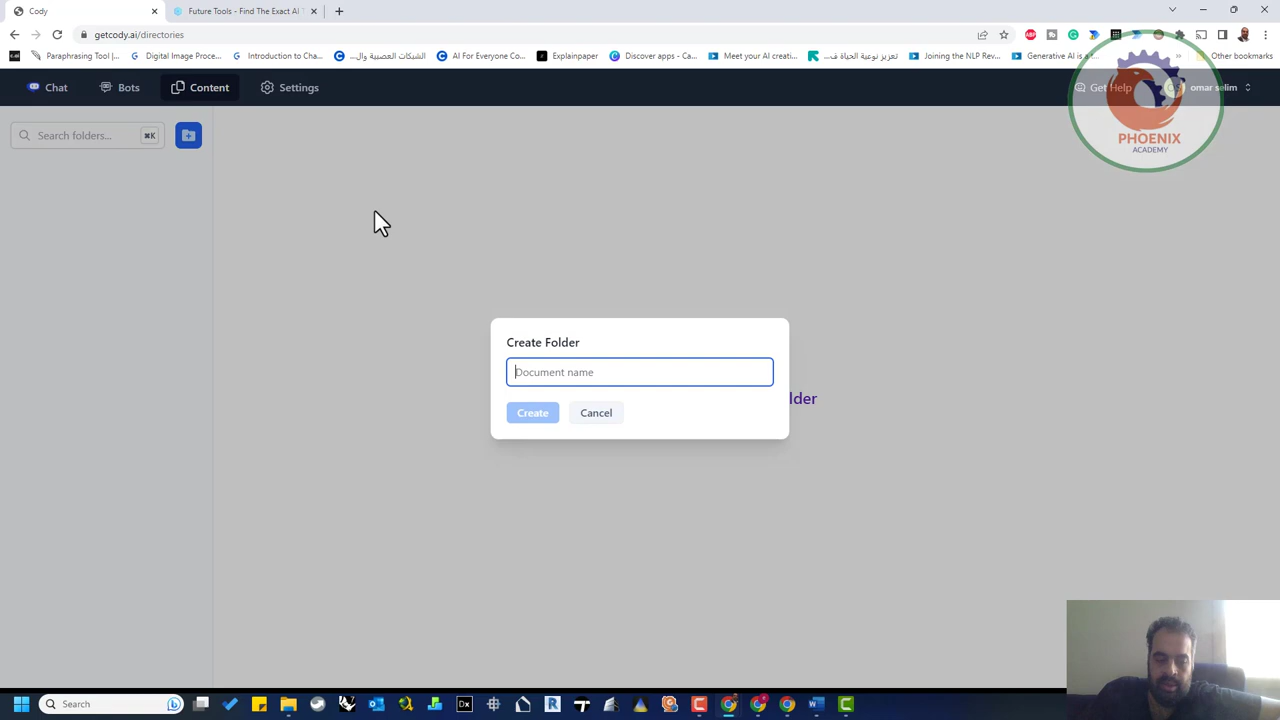 Cody
Future Tools - Find The Exact AI T
getcody.ai/directories
Paraphrasing Tool |...
Digital Image Proce...
Introduction to Cha...
الشبكات العصبية وال...
AI For Everyone Co...
Explainpaper
Discover apps - Ca...
Meet your AI creati...
تعزيز نوعية الحياة ف...
Joining the NLP Rev...
Generative AI is a
Other bookmarks
Chat
Bots
Content
Settings
Get Help
omar selim
PHOENIX
ACADEMY
Search folders...
⌘K
Create Folder
Document name
lder
Create
Cancel
Search